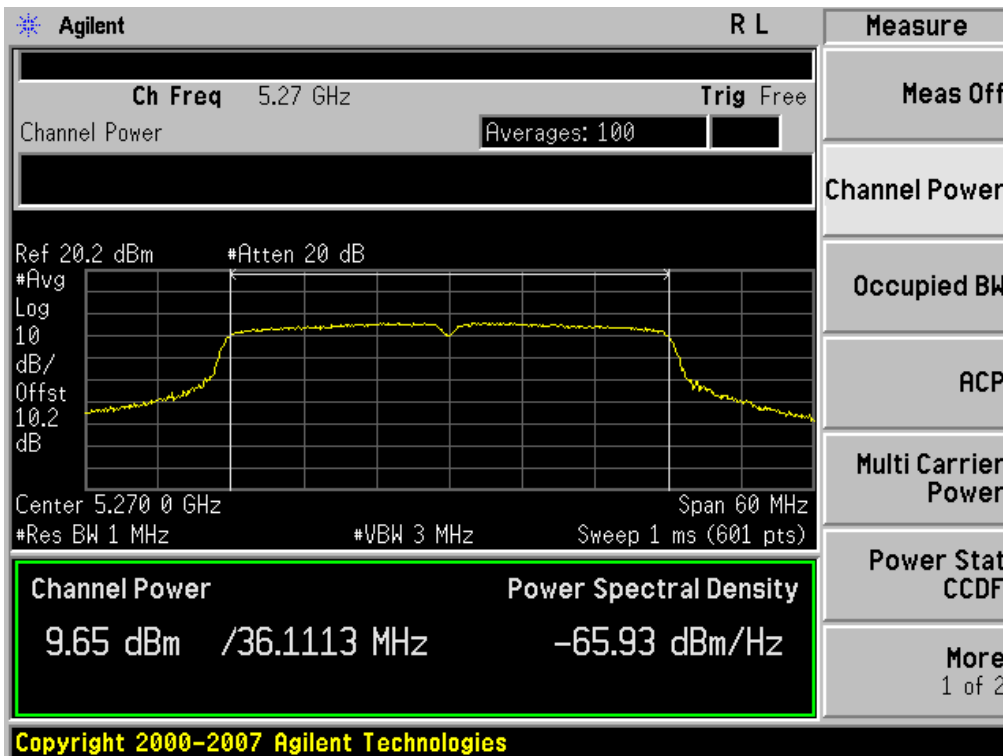 Agilent R L
Measure
Ch Freq 5.27 GHz Trig Free
Channel Power Averages: 100
Ref 20.2 dBm #Atten 20 dB
#Avg
Log
10
dB/
Offst
10.2
dB
Center 5.270 0 GHz Span 60 MHz
#Res BW 1 MHz #VBW 3 MHz Sweep 1 ms (601 pts)
Channel Power Power Spectral Density
9.65 dBm /36.1113 MHz -65.93 dBm/Hz
Meas Off
Channel Power
Occupied BW
ACP
Multi Carrier
Power
Power Stat
CCDF
More
1 of 2
Copyright 2000-2007 Agilent Technologies